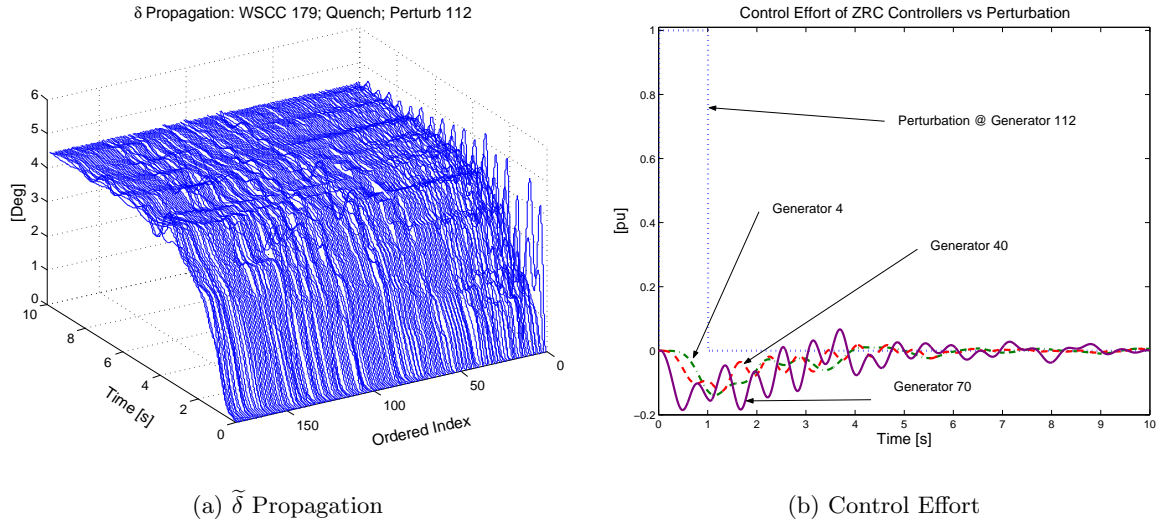 δ Propagation: WSCC 179; Quench; Perturb 112
6
5
4
3
2
1
0
[Deg]
10
8
6
4
2
0
Time [s]
150
100
50
0
Ordered Index
(a) δ̃ Propagation
Control Effort of ZRC Controllers vs Perturbation
1
0.8
0.6
0.4
0.2
0
−0.2
[pu]
Perturbation @ Generator 112
Generator 4
Generator 40
Generator 70
0 1 2 3 4 5 6 7 8 9 10
Time [s]
(b) Control Effort